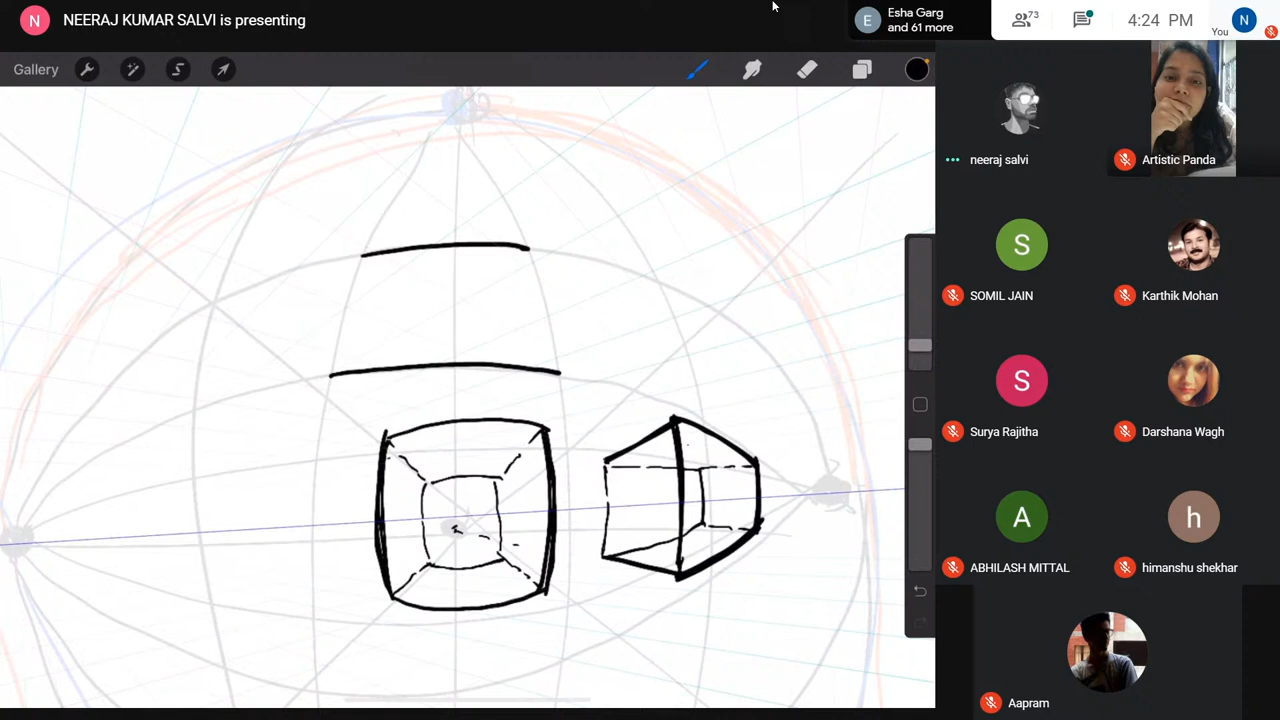 N
NEERAJ KUMAR SALVI is presenting
E
Esha Garg
and 61 more
73
4:24 PM
You
N
Gallery
neeraj salvi
Artistic Panda
S
SOMIL JAIN
Karthik Mohan
S
Surya Rajitha
Darshana Wagh
A
ABHILASH MITTAL
h
himanshu shekhar
Aapram